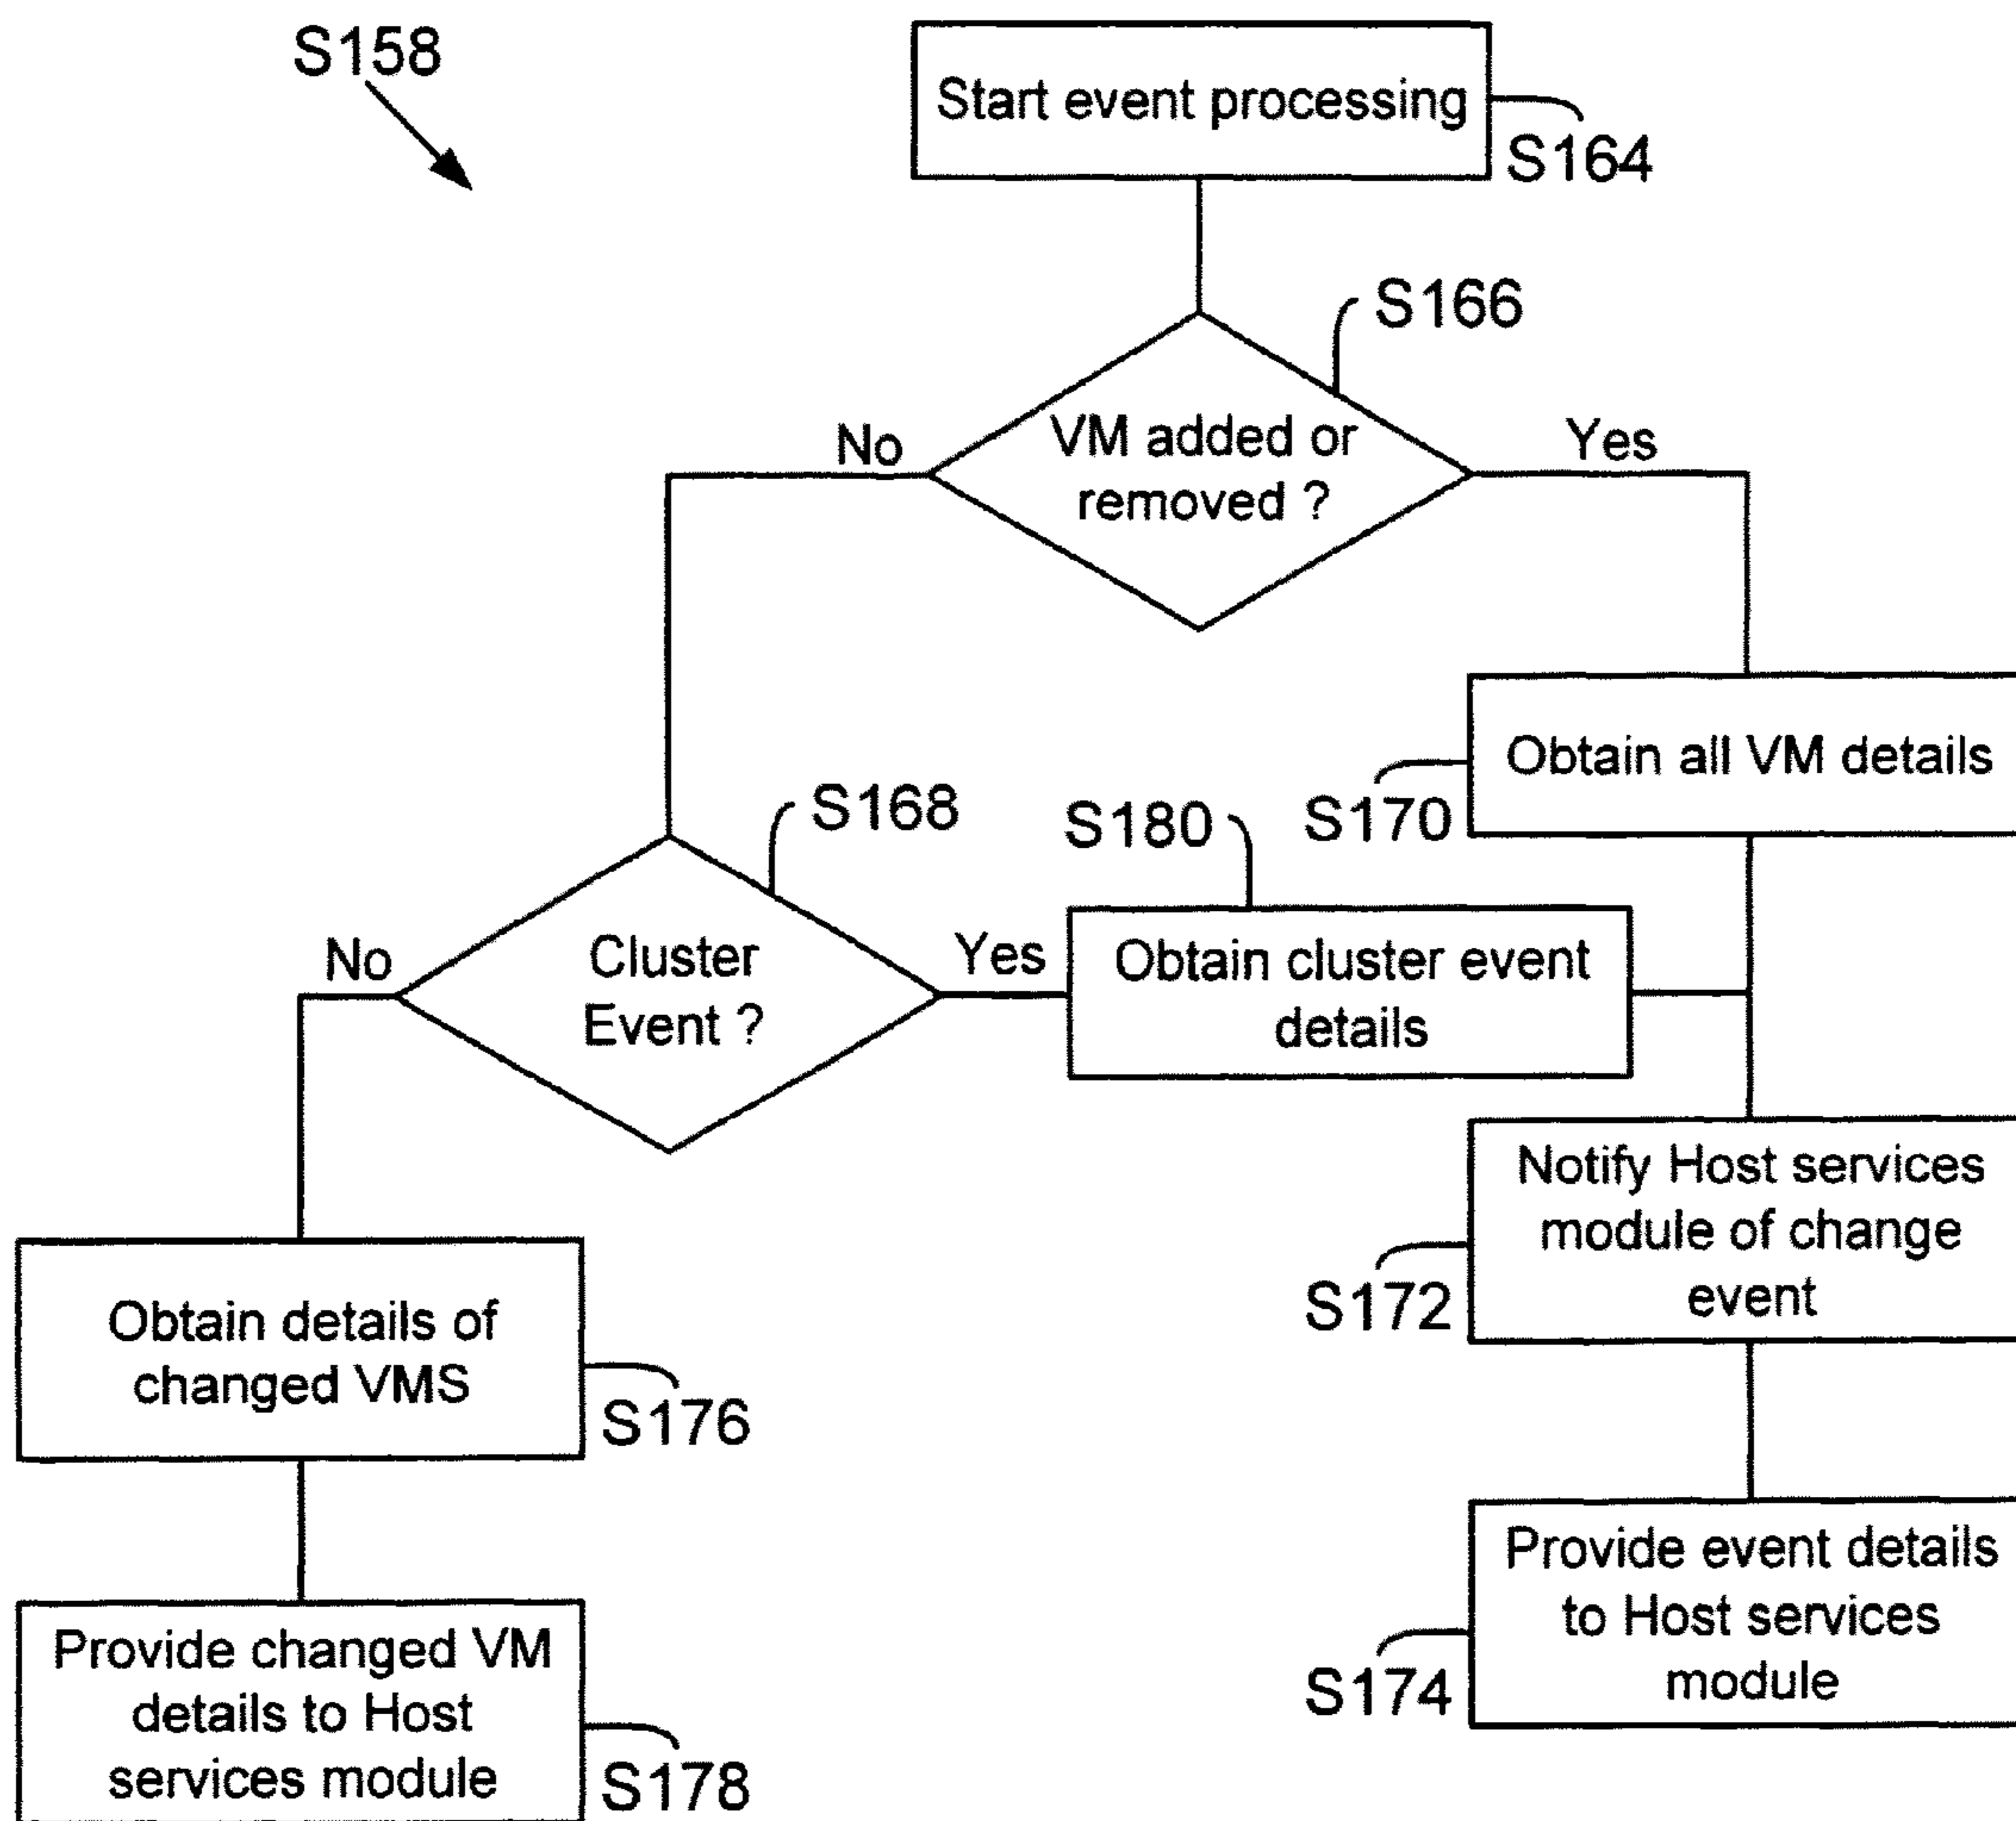 S158
Start event processing
S164
S166
No
VM added or
removed ?
Yes
Obtain all VM details
S170
S168
S180
No
Cluster
Event ?
Yes
Obtain cluster event
details
Notify Host services
module of change
event
S172
Obtain details of
changed VMS
S176
Provide event details
to Host services
module
S174
Provide changed VM
details to Host
services module
S178